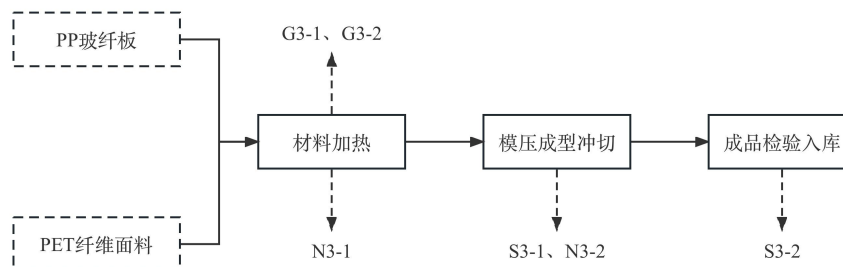 PP玻纤板
G3-1、G3-2
材料加热
模压成型冲切
成品检验入库
PET纤维面料
N3-1
S3-1、N3-2
S3-2